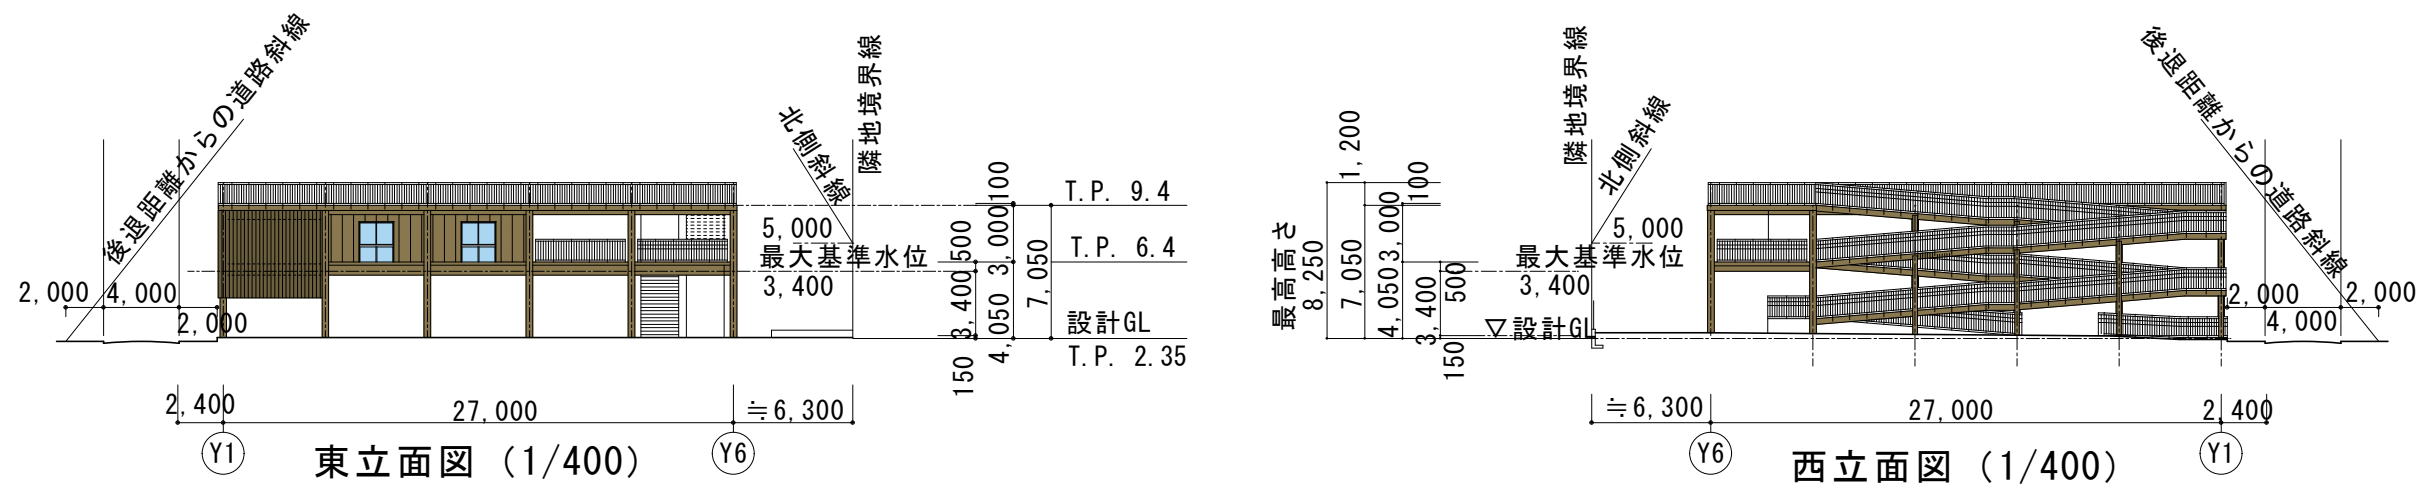 後退距離からの道路斜線
隣地境界線
北側斜線
100
T.P. 9.4
5,000
500
3,000
7,050
T.P. 6.4
最大基準水位
3,400
2,000
4,000
2,000
3,400
4,050
設計GL
150
T.P. 2.35
2,400
27,000
≒6,300
Y1
Y6
東立面図 (1/400)
隣地境界線
北側斜線
後退距離からの道路斜線
1,200
100
最高高さ
8,250
7,050
3,000
4,050
500
3,400
150
5,000
最大基準水位
3,400
▽設計GL
2,000
2,000
4,000
≒6,300
27,000
2,400
Y6
Y1
西立面図 (1/400)